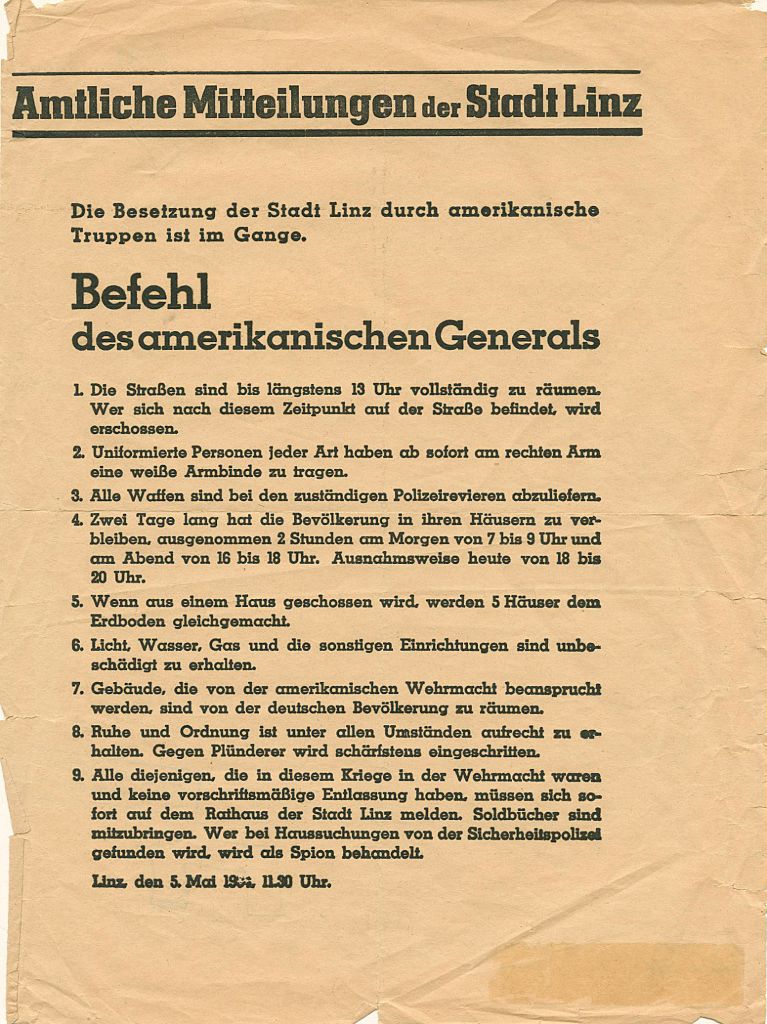 Amtliche Mitteilungen der Stadt Linz
Die Besetzung der Stadt Linz durch amerikanische
Truppen ist im Gange.
Befehl
des amerikanischen Generals
1. Die Straßen sind bis längstens 13 Uhr vollständig zu räumen.
Wer sich nach diesem Zeitpunkt auf der Straße befindet, wird
erschossen.
2. Uniformierte Personen jeder Art haben ab sofort am rechten Arm
eine weiße Armbinde zu tragen.
3. Alle Waffen sind bei den zuständigen Polizeirevieren abzuliefern.
4. Zwei Tage lang hat die Bevölkerung in ihren Häusern zu ver-
bleiben, ausgenommen 2 Stunden am Morgen von 7 bis 9 Uhr und
am Abend von 16 bis 18 Uhr. Ausnahmsweise heute von 18 bis
20 Uhr.
5. Wenn aus einem Haus geschossen wird, werden 5 Häuser dem
Erdboden gleichgemacht.
6. Licht, Wasser, Gas und die sonstigen Einrichtungen sind unbe-
schädigt zu erhalten.
7. Gebäude, die von der amerikanischen Wehrmacht beansprucht
werden, sind von der deutschen Bevölkerung zu räumen.
8. Ruhe und Ordnung ist unter allen Umständen aufrecht zu er-
halten. Gegen Plünderer wird schärfstens eingeschritten.
9. Alle diejenigen, die in diesem Kriege in der Wehrmacht waren
und keine vorschriftsmäßige Entlassung haben, müssen sich so-
fort auf dem Rathaus der Stadt Linz melden. Soldbücher sind
mitzubringen. Wer bei Haussuchungen von der Sicherheitspolizei
gefunden wird, wird als Spion behandelt.
Linz, den 5. Mai 11.30 Uhr.